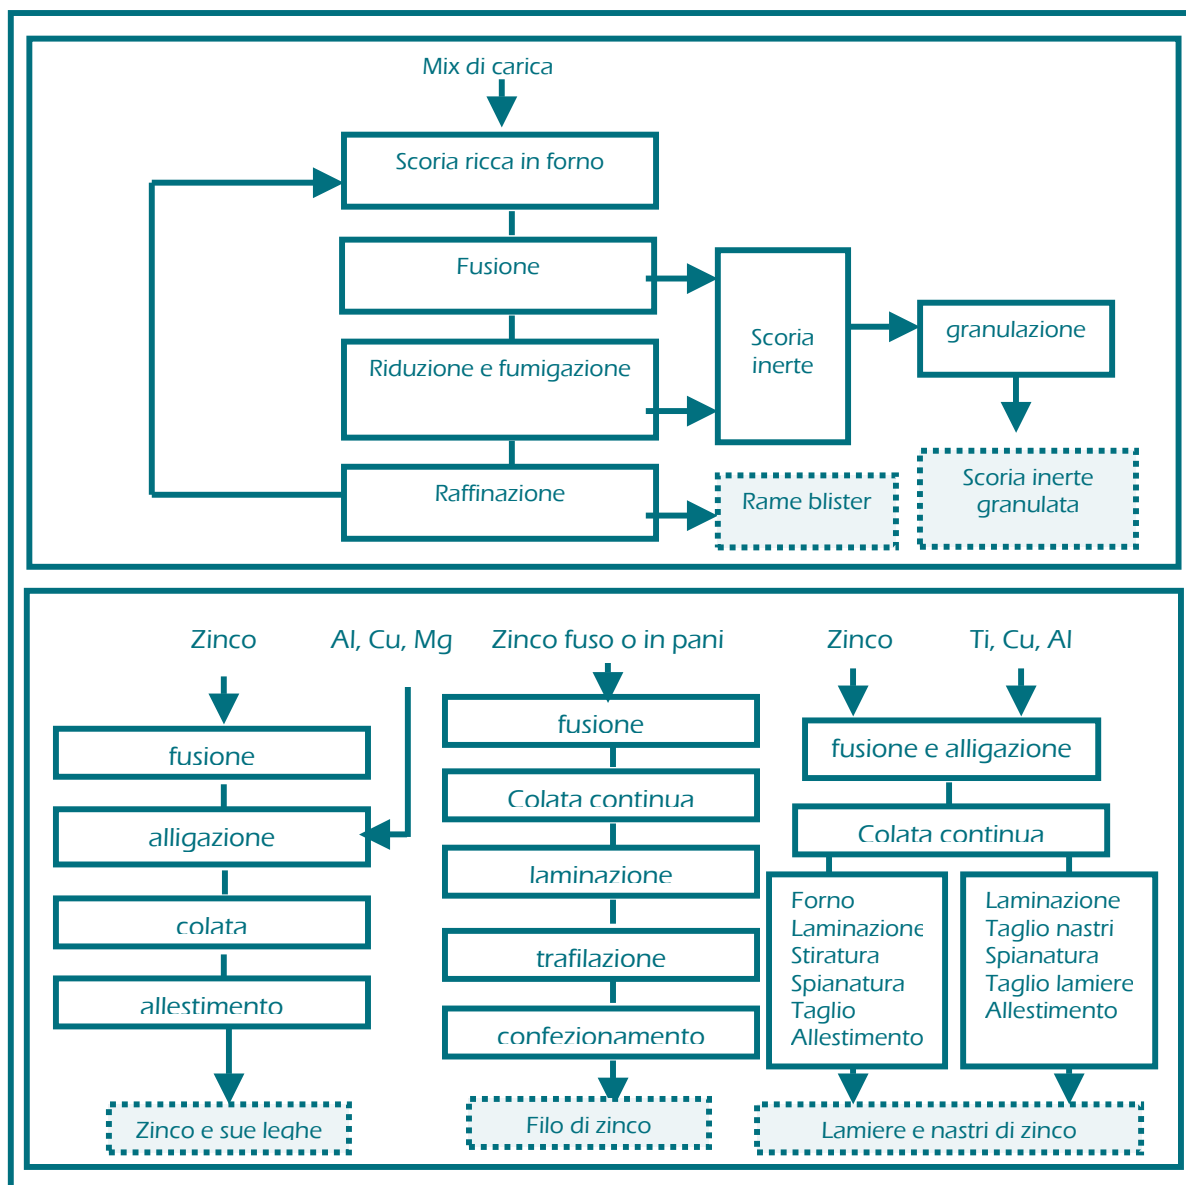 Mix di carica
Scoria ricca in forno
Fusione
Riduzione e fumigazione
Raffinazione
Scoria
inerte
granulazione
Rame blister
Scoria inerte
granulata
Zinco
Al, Cu, Mg
fusione
alligazione
colata
allestimento
Zinco e sue leghe
Zinco fuso o in pani
fusione
Colata continua
laminazione
trafilazione
confezionamento
Filo di zinco
Zinco
Ti, Cu, Al
fusione e alligazione
Colata continua
Forno
Laminazione
Stiratura
Spianatura
Taglio
Allestimento
Laminazione
Taglio nastri
Spianatura
Taglio lamiere
Allestimento
Lamiere e nastri di zinco